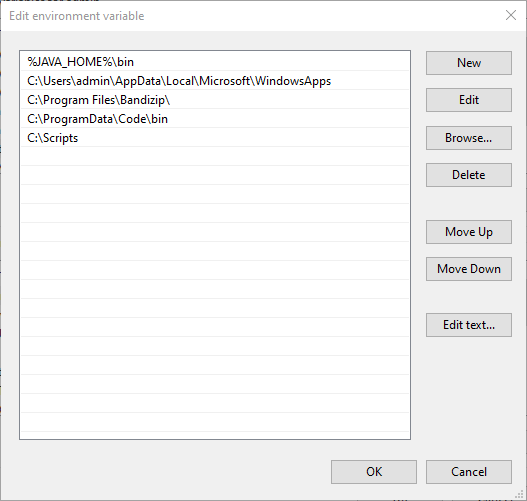 Edit environment variable
%JAVA_HOME%\bin
C:\Users\admin\AppData\Local\Microsoft\WindowsApps
C:\Program Files\Bandizip\
C:\ProgramData\Code\bin
C:\Scripts
New
Edit
Browse...
Delete
Move Up
Move Down
Edit text...
OK
Cancel